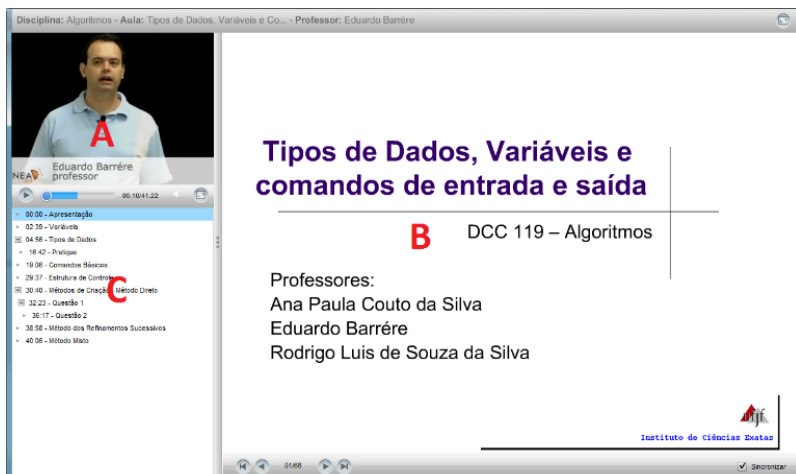 Disciplina: Algoritmos - Aula: Tipos de Dados, Variáveis e Co... - Professor: Eduardo Barrére
A
NEAD
Eduardo Barrére
professor
00:10/41:22
00:00 - Apresentação
02:39 - Variáveis
04:56 - Tipos de Dados
16:42 - Pratique
19:06 - Comandos Básicos
29:37 - Estrutura de Controle
C
30:40 - Métodos de Criação - Método Direto
32:23 - Questão 1
36:17 - Questão 2
38:58 - Método dos Refinamentos Sucessivos
40:06 - Método Misto
Tipos de Dados, Variáveis e
comandos de entrada e saída
B
DCC 119 – Algoritmos
Professores:
Ana Paula Couto da Silva
Eduardo Barrére
Rodrigo Luis de Souza da Silva
ufjf
Instituto de Ciências Exatas
01/66
Sincronizar